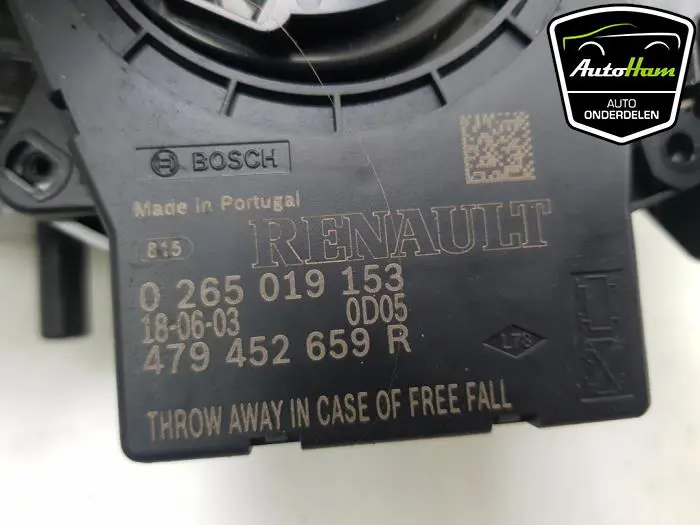 AutoHam
AUTO
ONDERDELEN
BOSCH
Made in Portugal
815
RENAULT
0 265 019 153
18-06-03 0D05
479 452 659 R
L78
THROW AWAY IN CASE OF FREE FALL